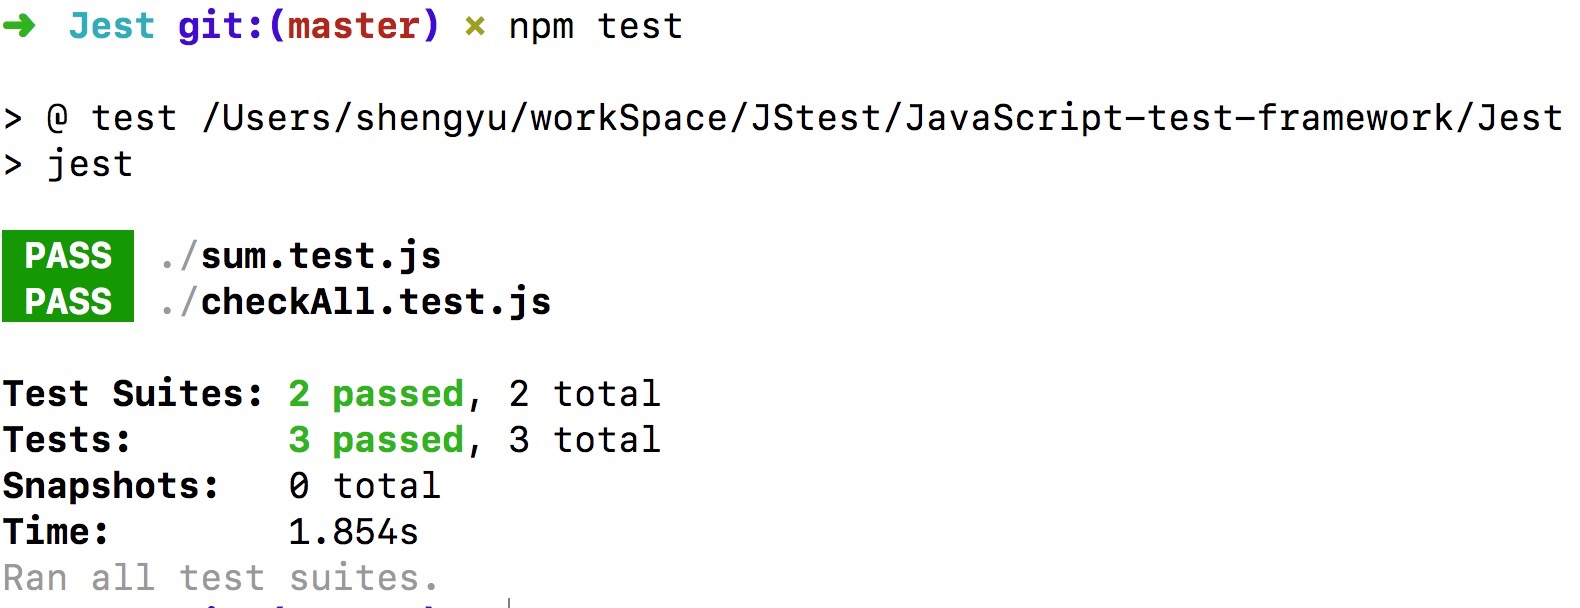 ➜ Jest git:(master) × npm test
> @ test /Users/shengyu/workSpace/JStest/JavaScript-test-framework/Jest
> jest
PASS ./sum.test.js
PASS ./checkAll.test.js
Test Suites: 2 passed, 2 total
Tests: 3 passed, 3 total
Snapshots: 0 total
Time: 1.854s
Ran all test suites.